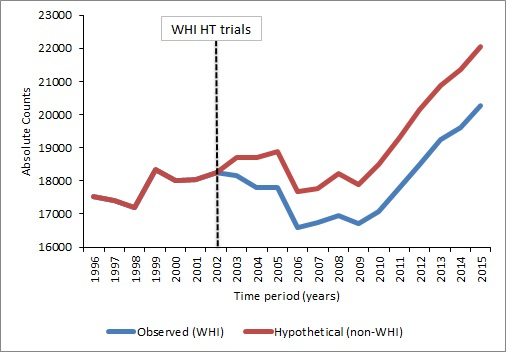 WHI HT trials
23000
22000
21000
20000
19000
18000
17000
16000
Absolute Counts
1996 1997 1998 1999 2000 2001 2002 2003 2004 2005 2006 2007 2008 2009 2010 2011 2012 2013 2014 2015
Time period (years)
Observed (WHI) Hypothetical (non-WHI)